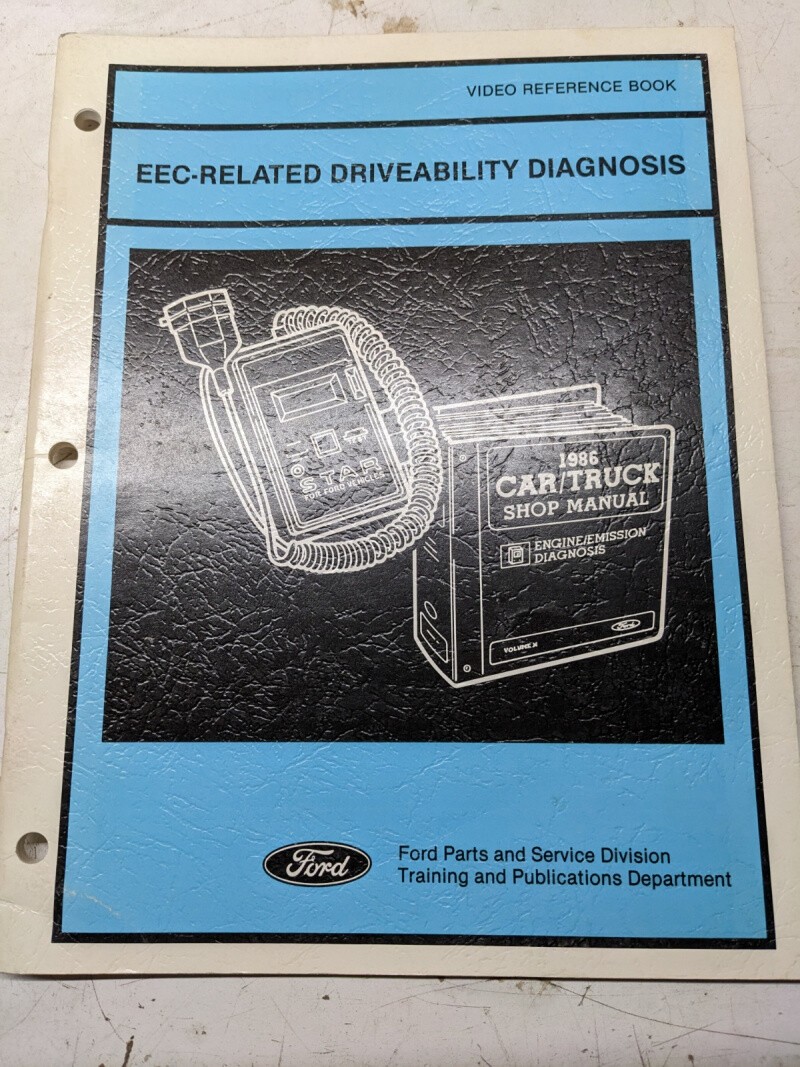 VIDEO REFERENCE BOOK
EEC-RELATED DRIVEABILITY DIAGNOSIS
STAR
FOR FORD VEHICLES
1986
CAR/TRUCK
SHOP MANUAL
ENGINE/EMISSION
DIAGNOSIS
VOLUME H
Ford
Ford
Ford Parts and Service Division
Training and Publications Department